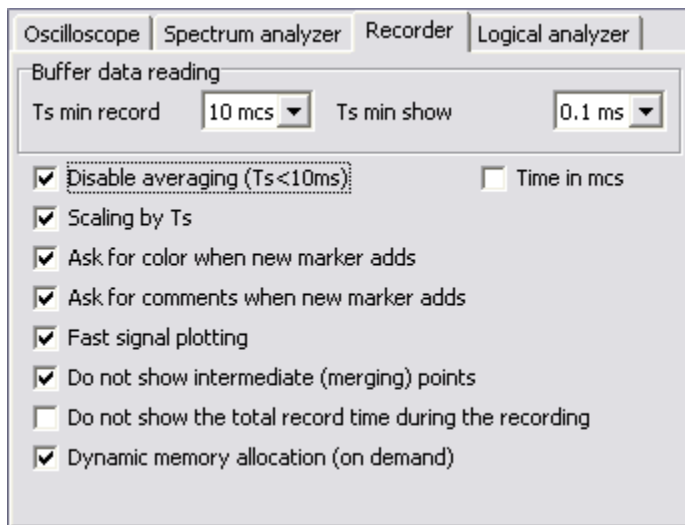 Oscilloscope Spectrum analyzer Recorder Logical analyzer
Buffer data reading
Ts min record 10 mcs Ts min show 0.1 ms
Disable averaging (Ts<10ms) Time in mcs
Scaling by Ts
Ask for color when new marker adds
Ask for comments when new marker adds
Fast signal plotting
Do not show intermediate (merging) points
Do not show the total record time during the recording
Dynamic memory allocation (on demand)